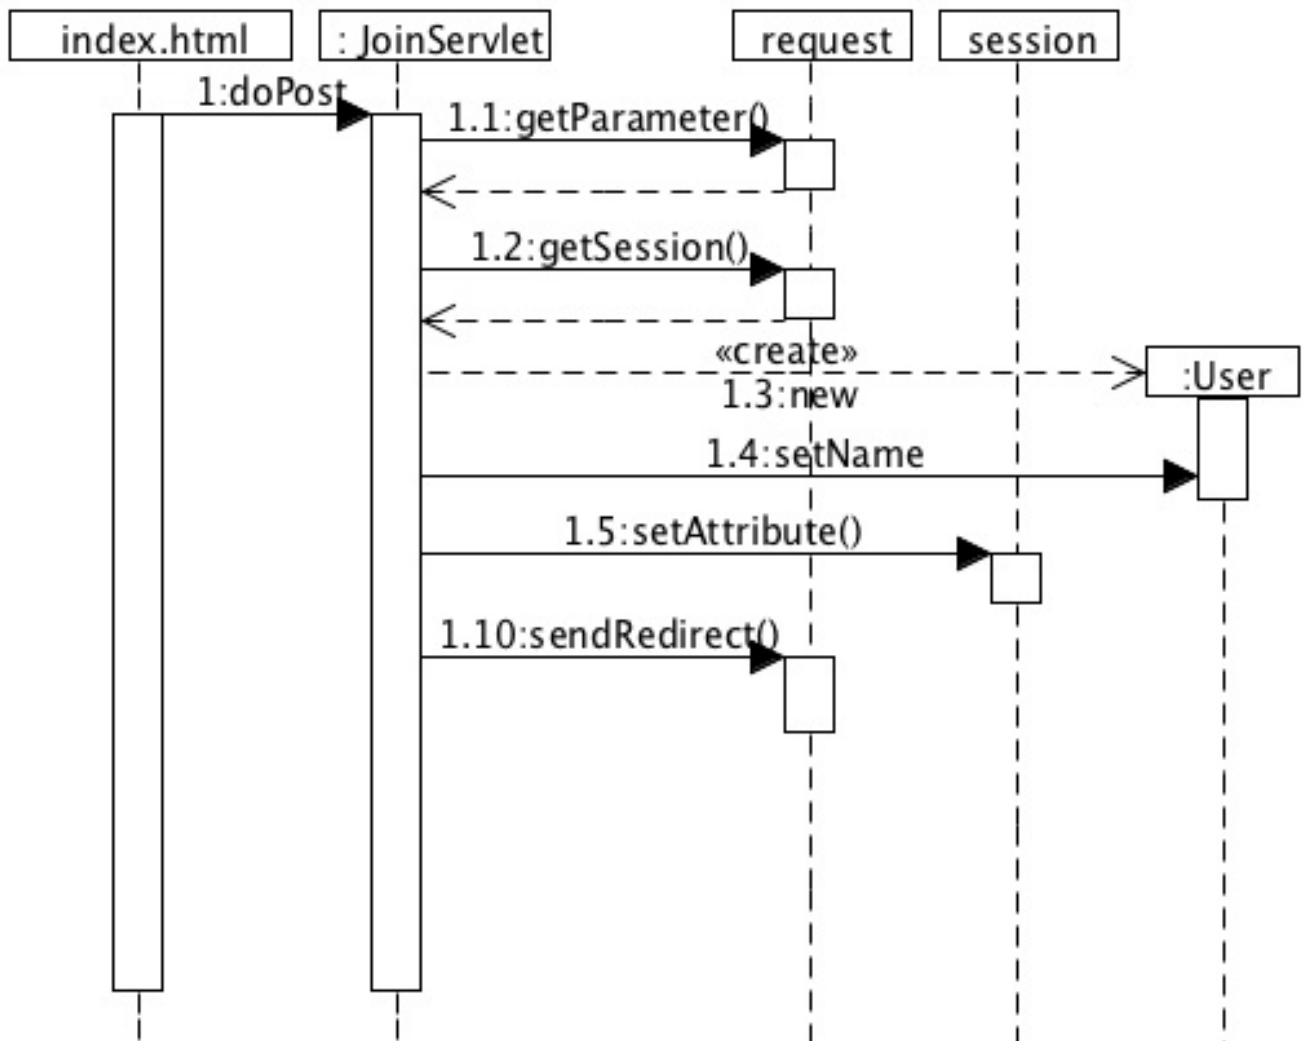 index.html
: JoinServlet
request
session
1:doPost
1.1:getParameter()
1.2:getSession()
«create»
1.3:new
:User
1.4:setName
1.5:setAttribute()
1.10:sendRedirect()